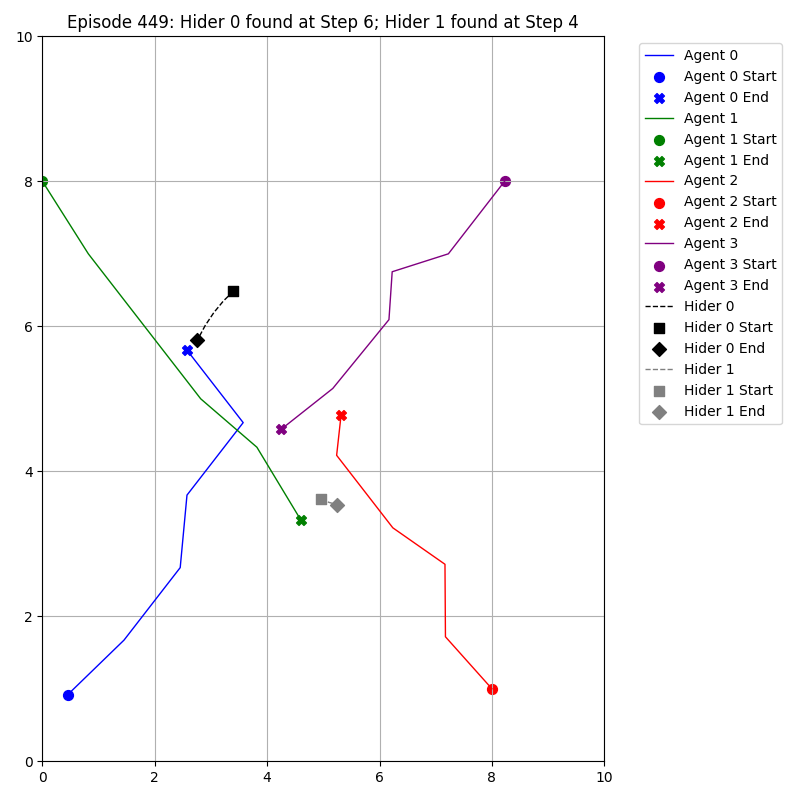 Episode 449: Hider 0 found at Step 6; Hider 1 found at Step 4
10
8
6
4
2
0
0 2 4 6 8 10
Agent 0
Agent 0 Start
Agent 0 End
Agent 1
Agent 1 Start
Agent 1 End
Agent 2
Agent 2 Start
Agent 2 End
Agent 3
Agent 3 Start
Agent 3 End
Hider 0
Hider 0 Start
Hider 0 End
Hider 1
Hider 1 Start
Hider 1 End